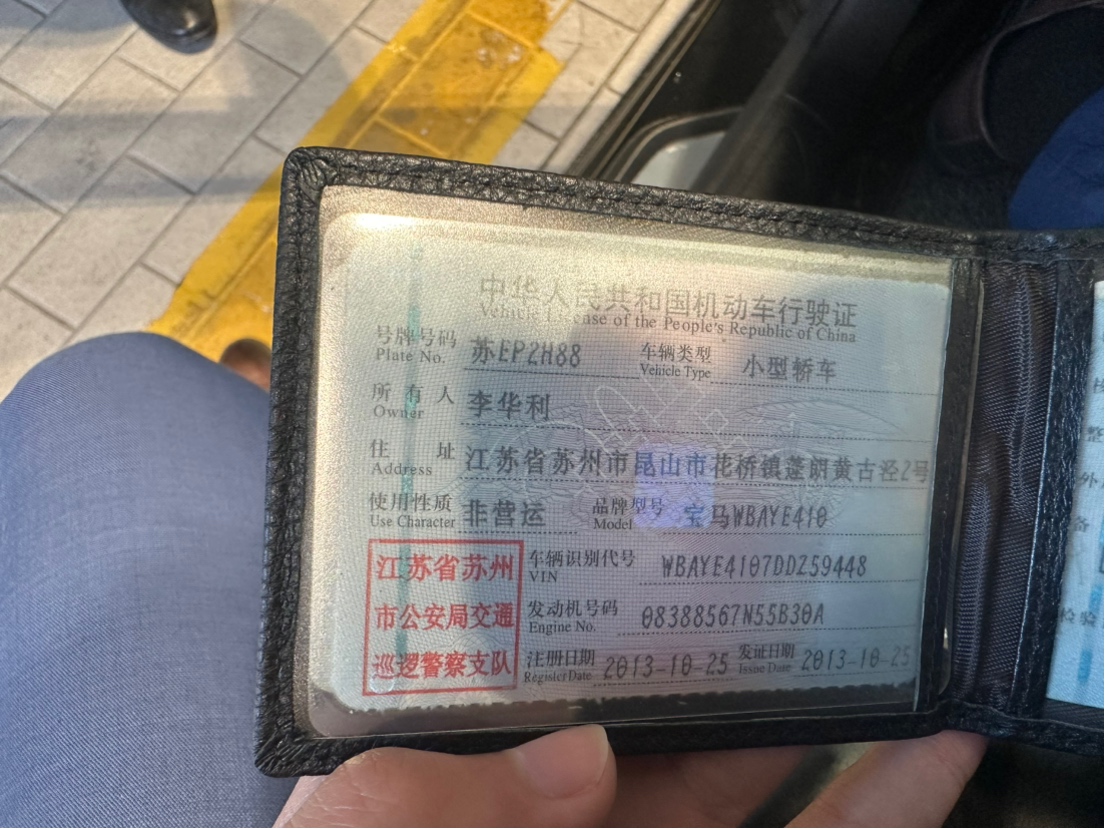 中华人民共和国机动车行驶证
Vehicle License of the People's Republic of China
号牌号码 苏EP2H88 车辆类型 小型轿车
Plate No. Vehicle Type
所有人 李华利
Owner
住址 江苏省苏州市昆山市花桥镇蓬朗黄古泾2号
Address
使用性质 非营运 品牌型号 宝马WBAYE410
Use Character Model
江苏省苏州 车辆识别代号 WBAYE4107DDZ59448
VIN
市公安局交通 发动机号码 08388567N55B30A
Engine No.
巡逻警察支队 注册日期 2013-10-25 发证日期 2013-10-25
Register Date Issue Date
整
外
备
检验